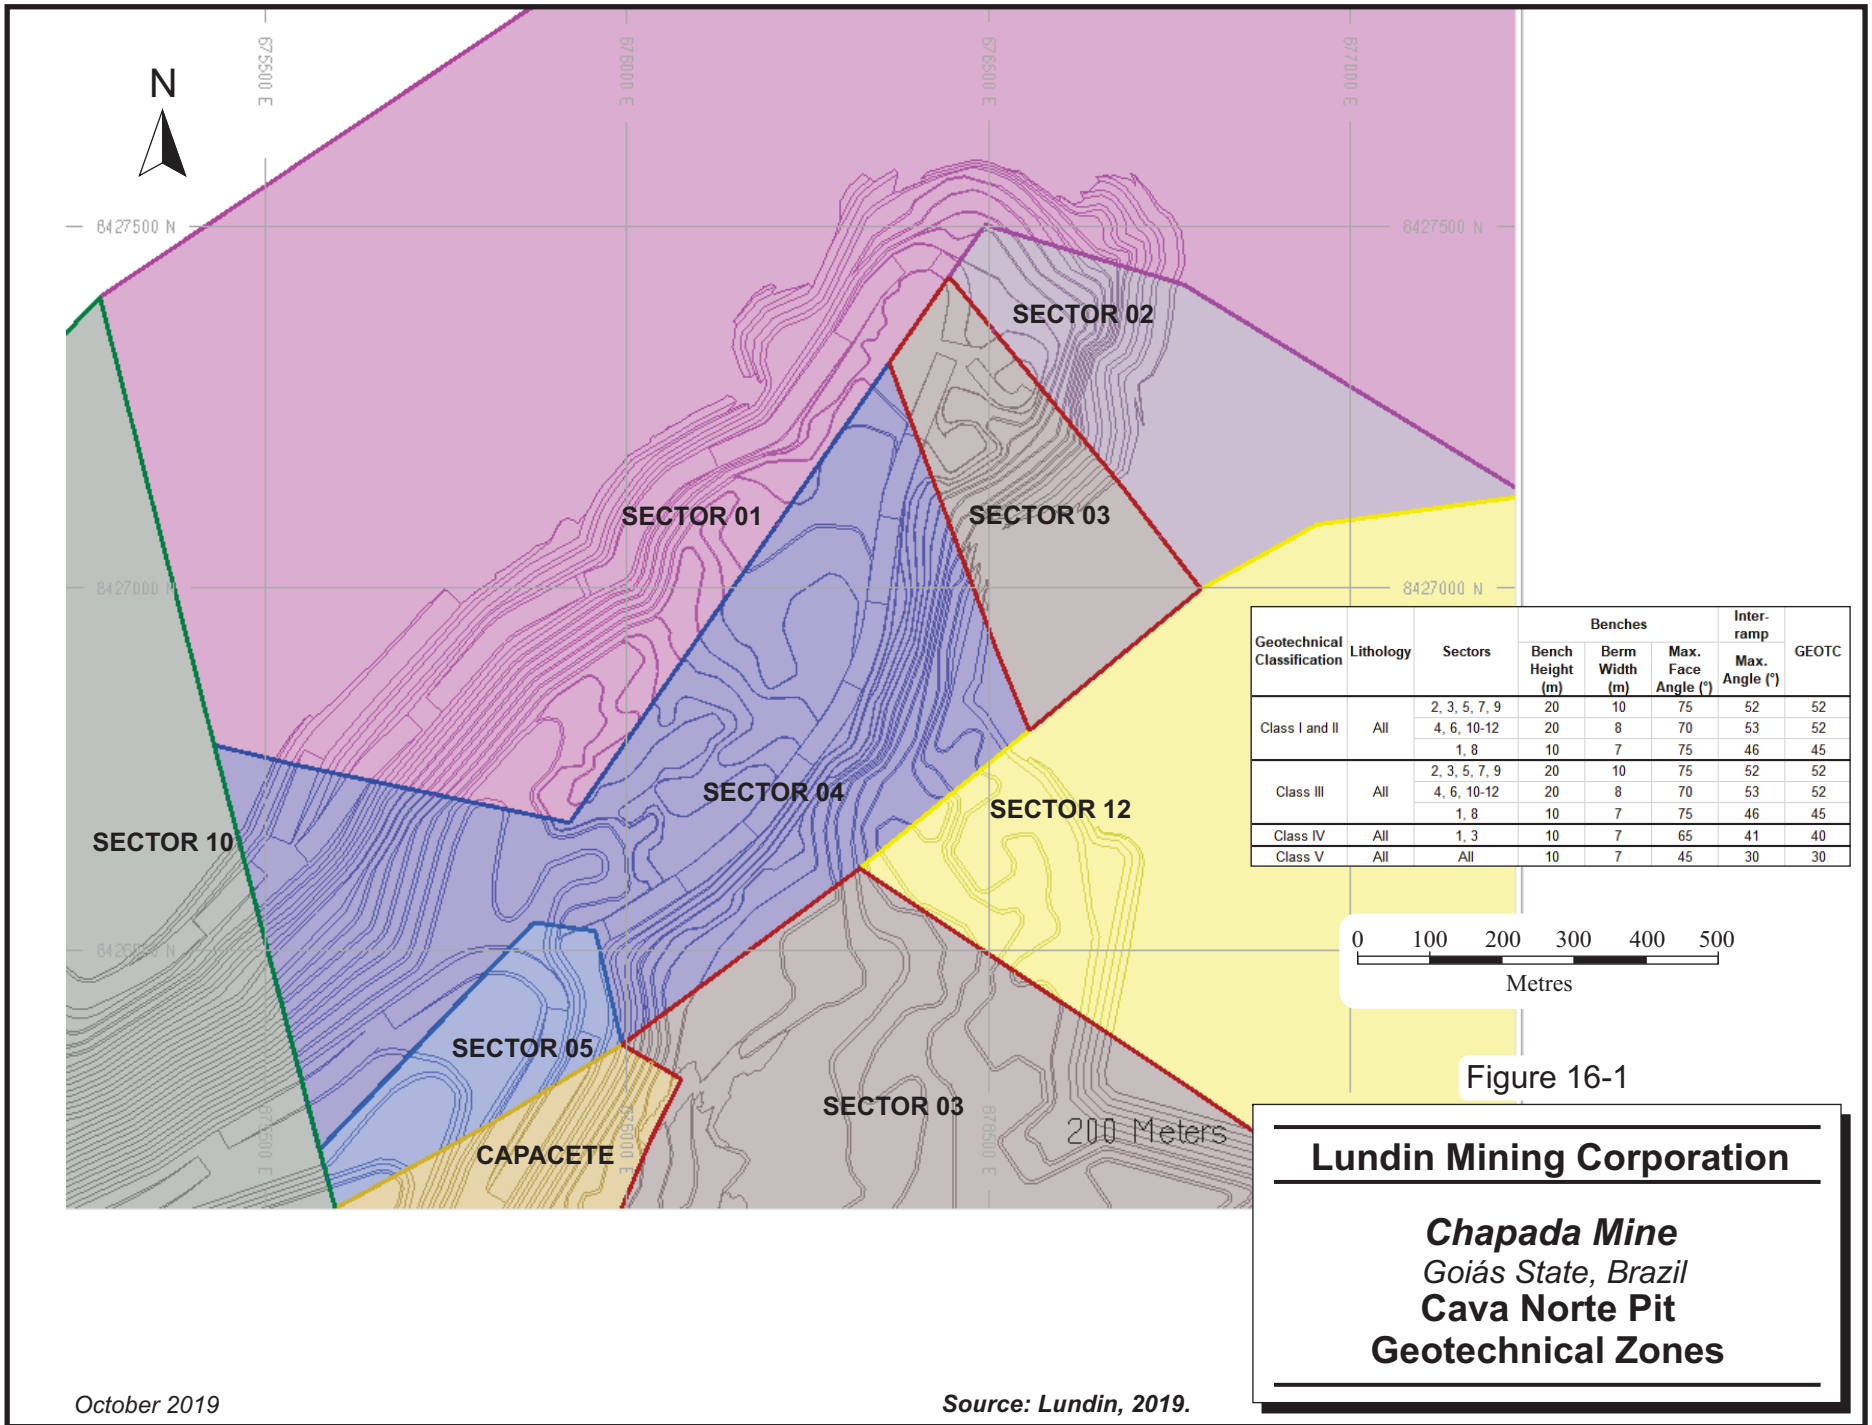 N
675500 E
676000 E
676500 E
677000 E
8427500 N
8427500 N
SECTOR 02
SECTOR 01
SECTOR 03
8427000 N
8427000 N
SECTOR 04
SECTOR 12
SECTOR 10
SECTOR 05
SECTOR 03
CAPACETE
200 Meters
676000 E
676500 E
Geotechnical Classification | Lithology | Sectors | Benches | Inter-ramp | GEOTC
Bench Height (m) | Berm Width (m) | Max. Face Angle (°) | Max. Angle (°)
Class I and II | All | 2, 3, 5, 7, 9 | 20 | 10 | 75 | 52 | 52
4, 6, 10-12 | 20 | 8 | 70 | 53 | 52
1, 8 | 10 | 7 | 75 | 46 | 45
Class III | All | 2, 3, 5, 7, 9 | 20 | 10 | 75 | 52 | 52
4, 6, 10-12 | 20 | 8 | 70 | 53 | 52
1, 8 | 10 | 7 | 75 | 46 | 45
Class IV | All | 1, 3 | 10 | 7 | 65 | 41 | 40
Class V | All | All | 10 | 7 | 45 | 30 | 30
0 100 200 300 400 500
Metres
Figure 16-1
Lundin Mining Corporation
Chapada Mine
Goiás State, Brazil
Cava Norte Pit
Geotechnical Zones
October 2019
Source: Lundin, 2019.